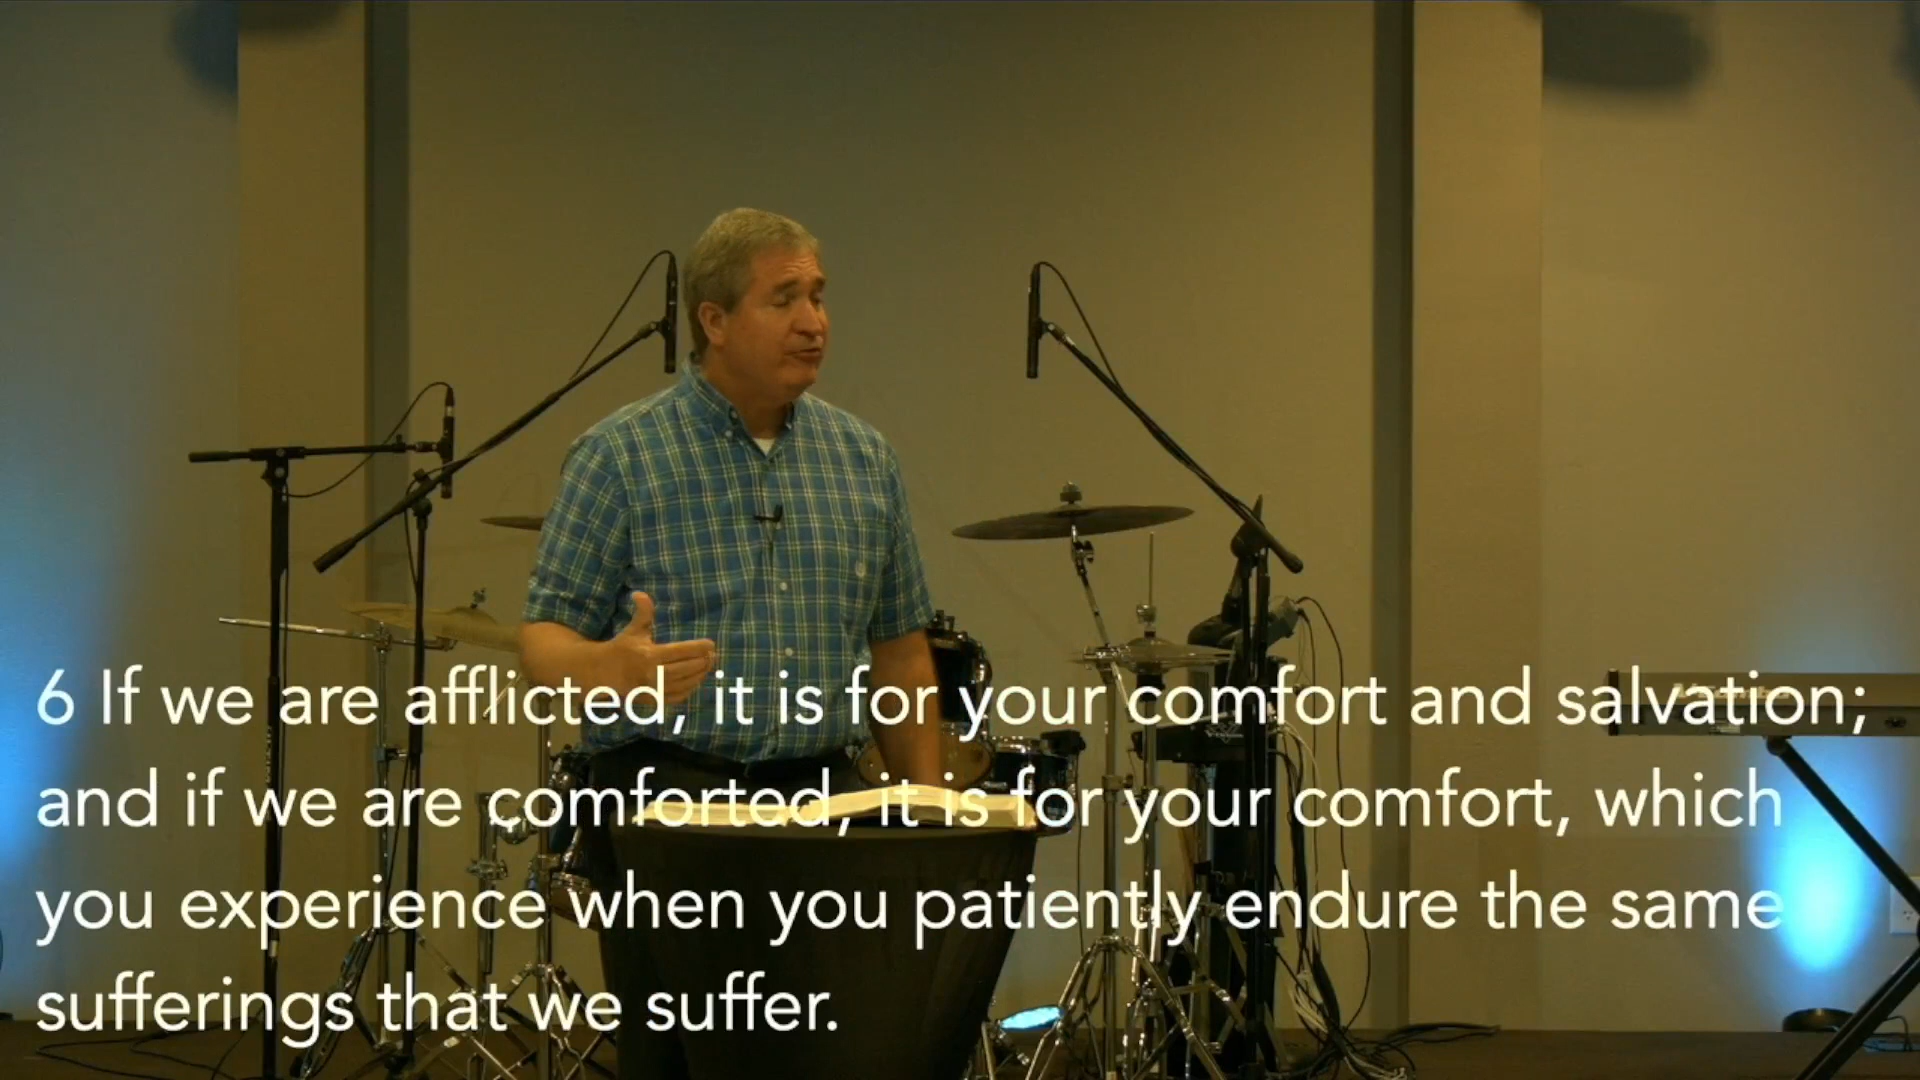 6 If we are afflicted, it is for your comfort and salvation;
and if we are comforted, it is for your comfort, which
you experience when you patiently endure the same
sufferings that we suffer.